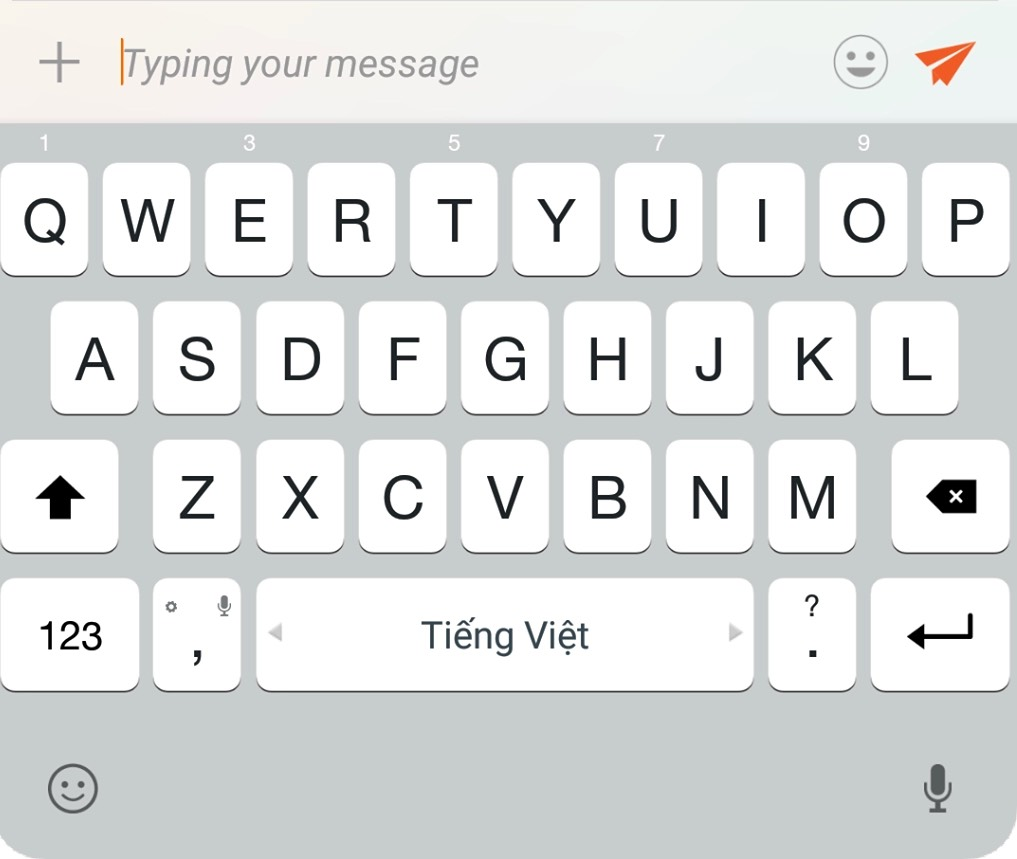 Typing your message
1 3 5 7 9
Q W E R T Y U I O P
A S D F G H J K L
Z X C V B N M
?
123 , Tiếng Việt .